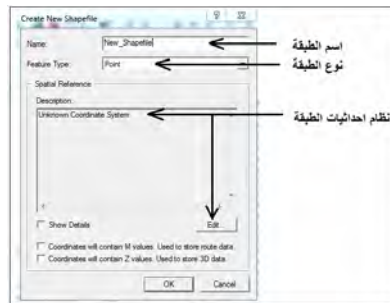 Create New Shapefile
Name:
New_Shapefile
اسم الطبقة
Feature Type:
Point
نوع الطبقة
Spatial Reference
Description:
Unknown Coordinate System
نظام احداثيات الطبقة
Show Details
Edit...
Coordinates will contain M values. Used to store route data.
Coordinates will contain Z values. Used to store 3D data.
OK
Cancel